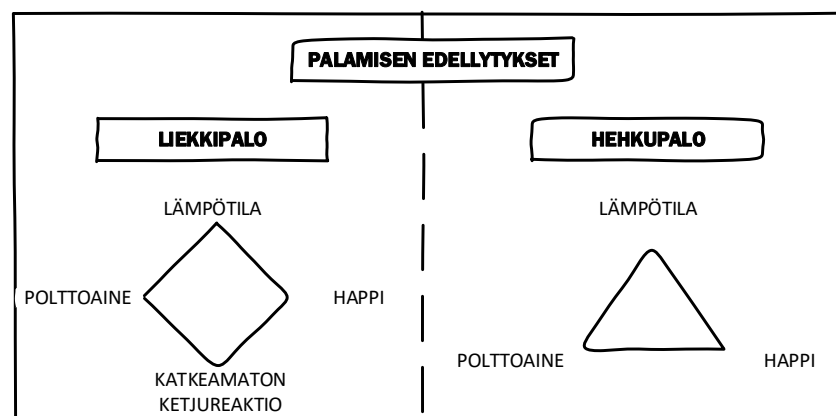 PALAMISEN EDELLYTYKSET
LIEKKIPALO
HEHKUPALO
LÄMPÖTILA
LÄMPÖTILA
POLTTOAINE
HAPPI
POLTTOAINE
HAPPI
KATKEAMATON
KETJUREAKTIO